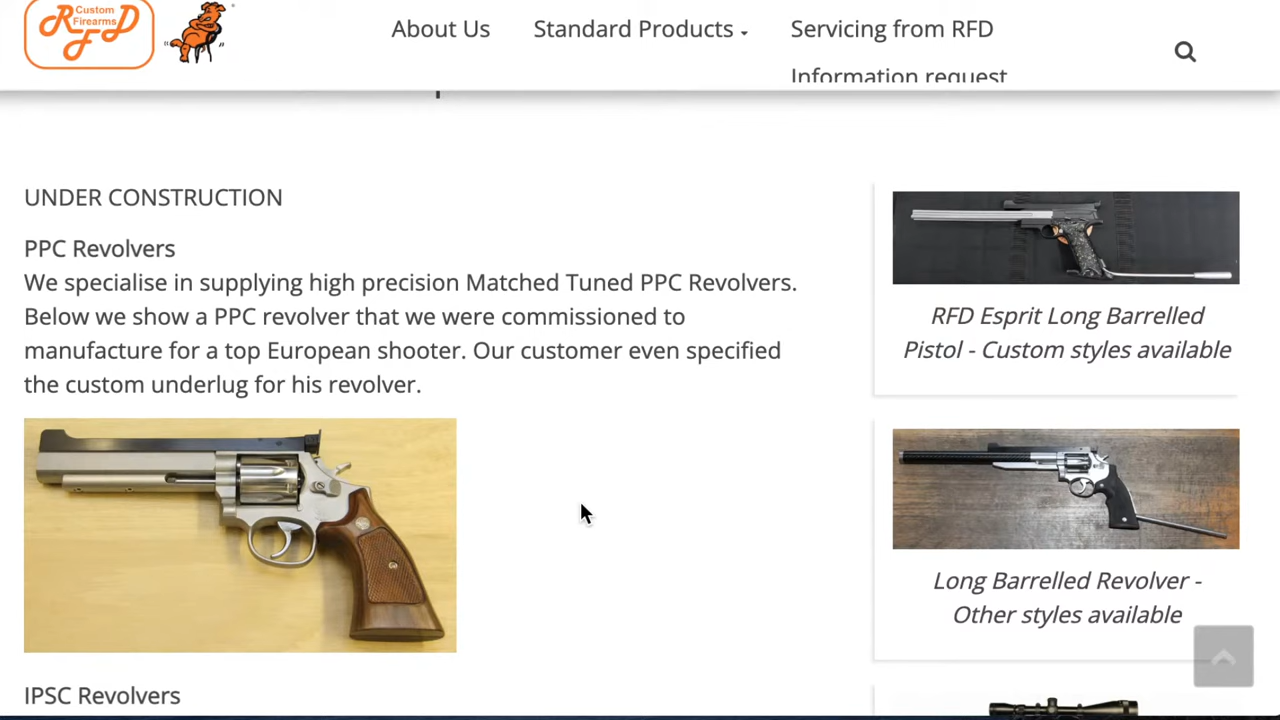 Custom
Firearms
RFD
About Us
Standard Products
Servicing from RFD
Information request
UNDER CONSTRUCTION
PPC Revolvers
We specialise in supplying high precision Matched Tuned PPC Revolvers.
Below we show a PPC revolver that we were commissioned to
manufacture for a top European shooter. Our customer even specified
the custom underlug for his revolver.
IPSC Revolvers
RFD Esprit Long Barrelled
Pistol - Custom styles available
Long Barrelled Revolver -
Other styles available